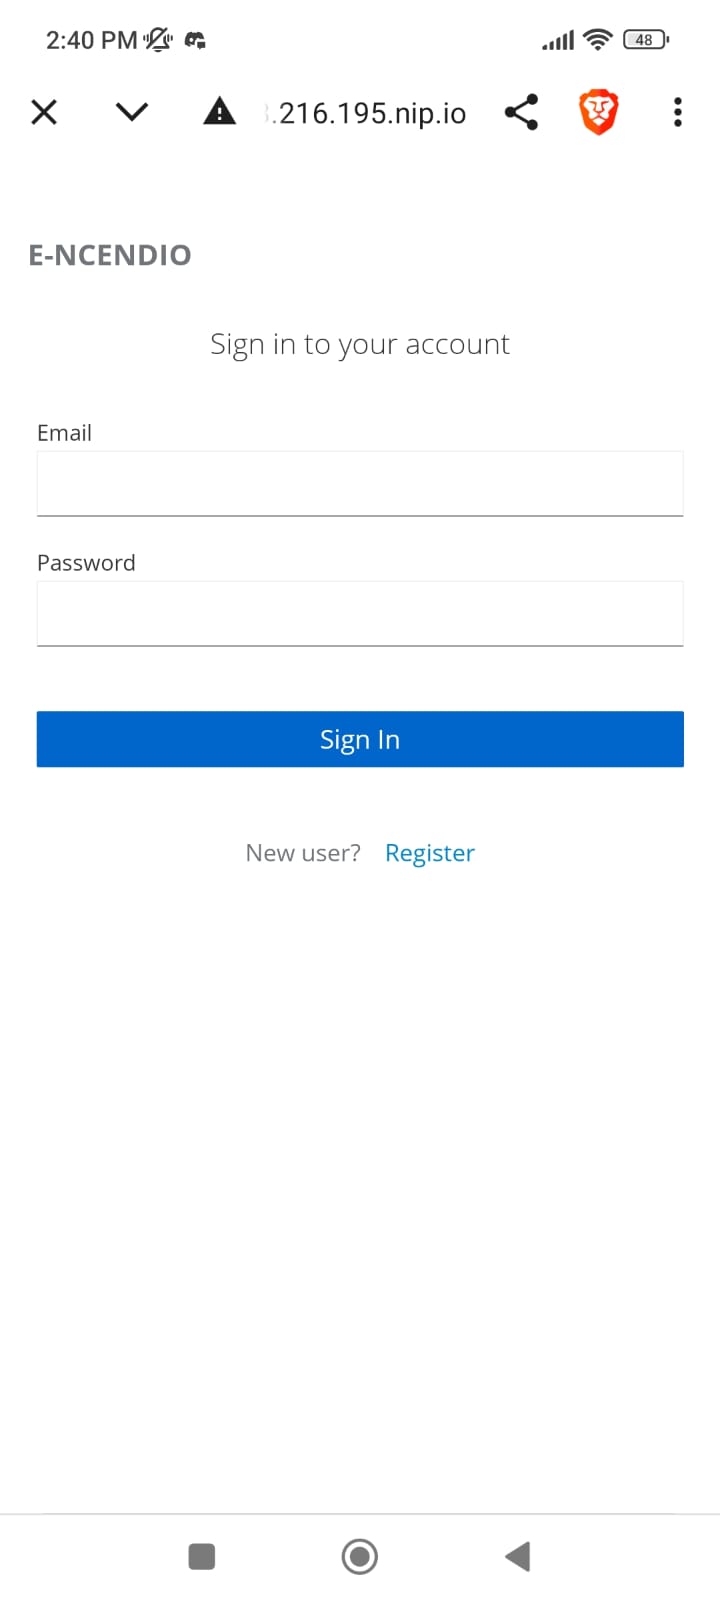 2:40 PM
48
.216.195.nip.io
E-NCENDIO
Sign in to your account
Email
Password
Sign In
New user? Register